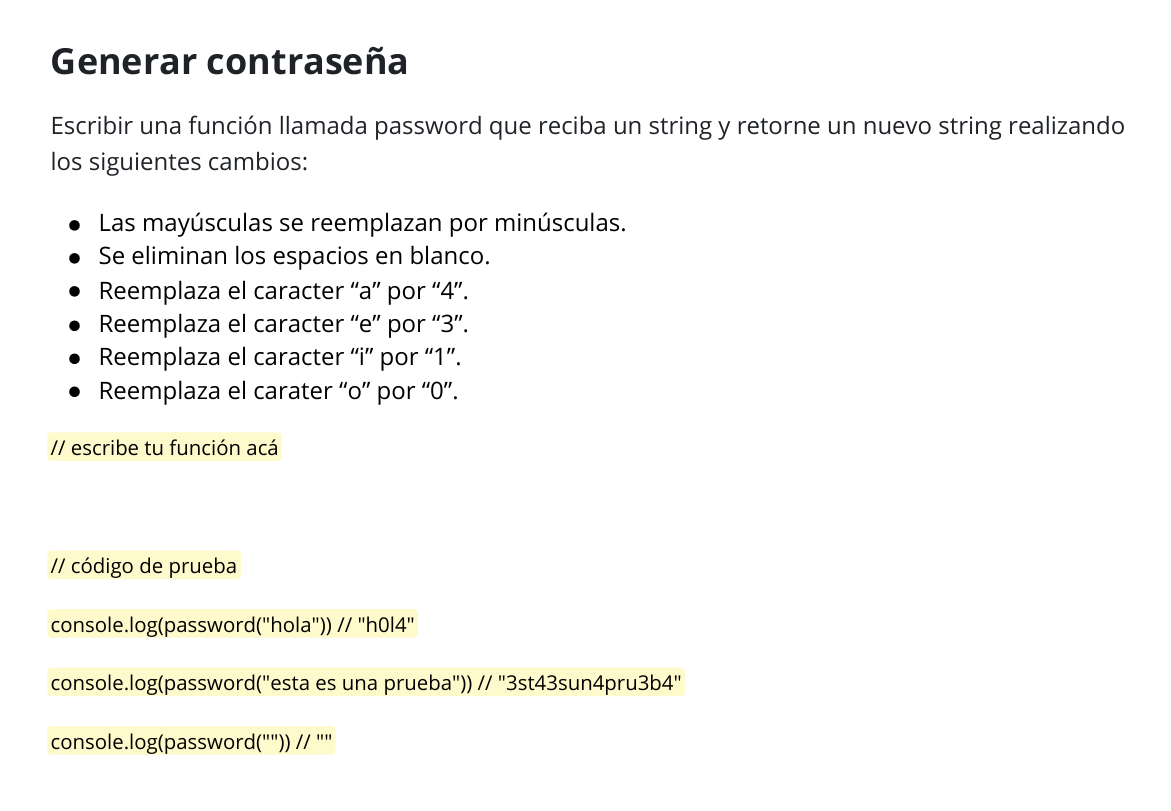 Generar contraseña
Escribir una función llamada password que reciba un string y retorne un nuevo string realizando
los siguientes cambios:
● Las mayúsculas se reemplazan por minúsculas.
● Se eliminan los espacios en blanco.
● Reemplaza el caracter “a” por “4”.
● Reemplaza el caracter “e” por “3”.
● Reemplaza el caracter “i” por “1”.
● Reemplaza el carater “o” por “0”.
// escribe tu función acá
// código de prueba
console.log(password("hola")) // "h0l4"
console.log(password("esta es una prueba")) // "3st43sun4pru3b4"
console.log(password("")) // ""